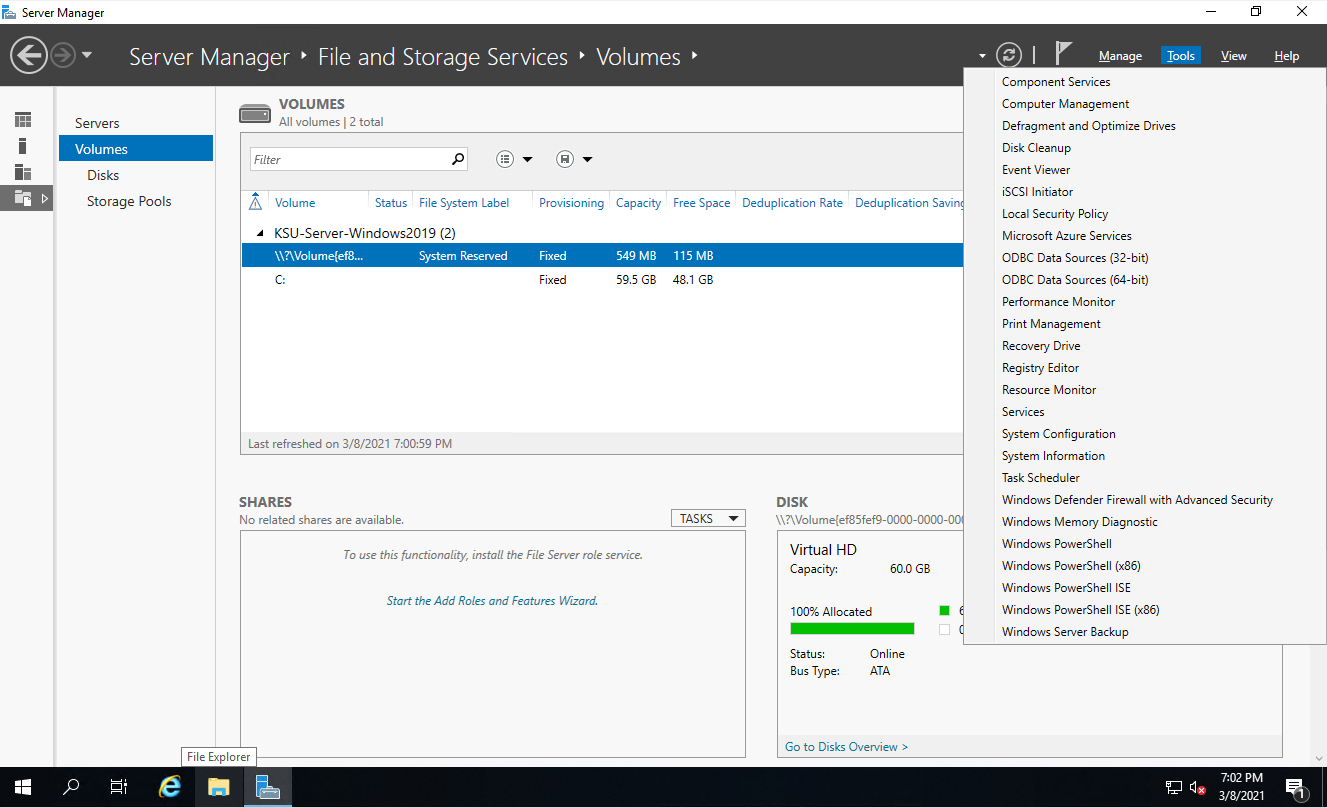 Server Manager
Server Manager ‣ File and Storage Services ‣ Volumes ‣
Manage Tools View Help
Servers
Volumes
Disks
Storage Pools
VOLUMES
All volumes | 2 total
Filter
Volume Status File System Label Provisioning Capacity Free Space Deduplication Rate Deduplication Saving
KSU-Server-Windows2019 (2)
\\?\Volume{ef8... System Reserved Fixed 549 MB 115 MB
C: Fixed 59.5 GB 48.1 GB
Last refreshed on 3/8/2021 7:00:59 PM
SHARES
No related shares are available.
TASKS
To use this functionality, install the File Server role service.
Start the Add Roles and Features Wizard.
DISK
\\?\Volume{ef85fef9-0000-0000-000
Virtual HD
Capacity: 60.0 GB
100% Allocated
Status: Online
Bus Type: ATA
Go to Disks Overview >
Component Services
Computer Management
Defragment and Optimize Drives
Disk Cleanup
Event Viewer
iSCSI Initiator
Local Security Policy
Microsoft Azure Services
ODBC Data Sources (32-bit)
ODBC Data Sources (64-bit)
Performance Monitor
Print Management
Recovery Drive
Registry Editor
Resource Monitor
Services
System Configuration
System Information
Task Scheduler
Windows Defender Firewall with Advanced Security
Windows Memory Diagnostic
Windows PowerShell
Windows PowerShell (x86)
Windows PowerShell ISE
Windows PowerShell ISE (x86)
Windows Server Backup
File Explorer
7:02 PM
3/8/2021
1